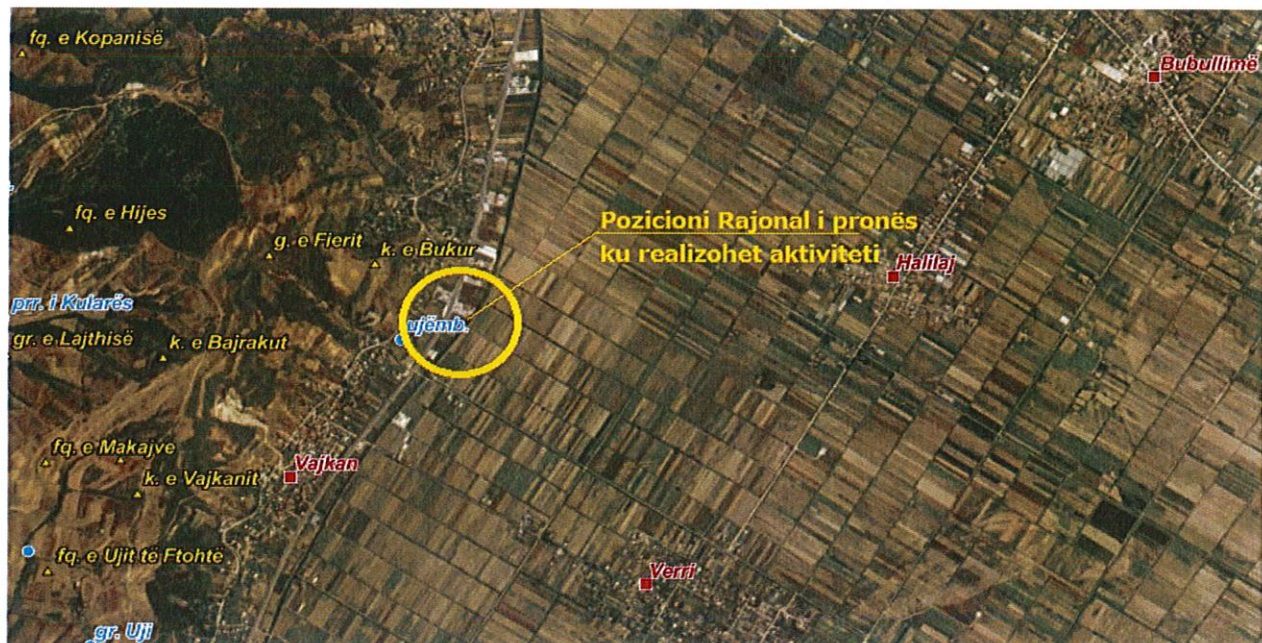 fq. e Kopanisë
Bubullimë
fq. e Hijes
Pozicioni Rajonal i pronës
ku realizohet aktiviteti
g. e Fierit
k. e Bukur
Halilaj
prr. i Kularës
ujëmb.
gr. e Lajthisë
k. e Bajrakut
fq. e Makajve
Vajkan
k. e Vajkanit
fq. e Ujit të Ftohtë
Verri
gr. Uji